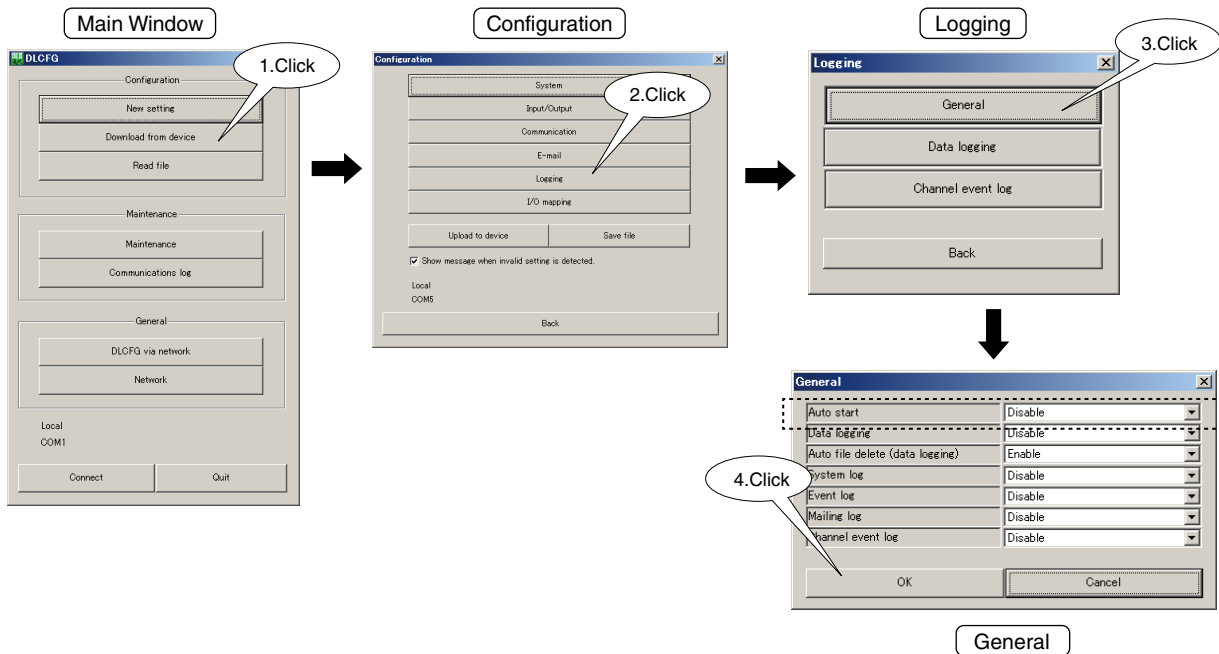 Main Window
DLCFG
1.Click
Configuration
New setting
Download from device
Read file
Maintenance
Maintenance
Communications log
General
DLCFG via network
Network
Local
COM1
Connect
Quit
Configuration
Configuration
System
2.Click
Input/Output
Communication
E-mail
Logging
I/O mapping
Upload to device
Save file
Show message when invalid setting is detected.
Local
COM5
Back
Logging
3.Click
Logging
General
Data logging
Channel event log
Back
General
Auto start Disable
Data logging Disable
Auto file delete (data logging) Enable
4.Click
System log Disable
Event log Disable
Mailing log Disable
Channel event log Disable
OK
Cancel
General